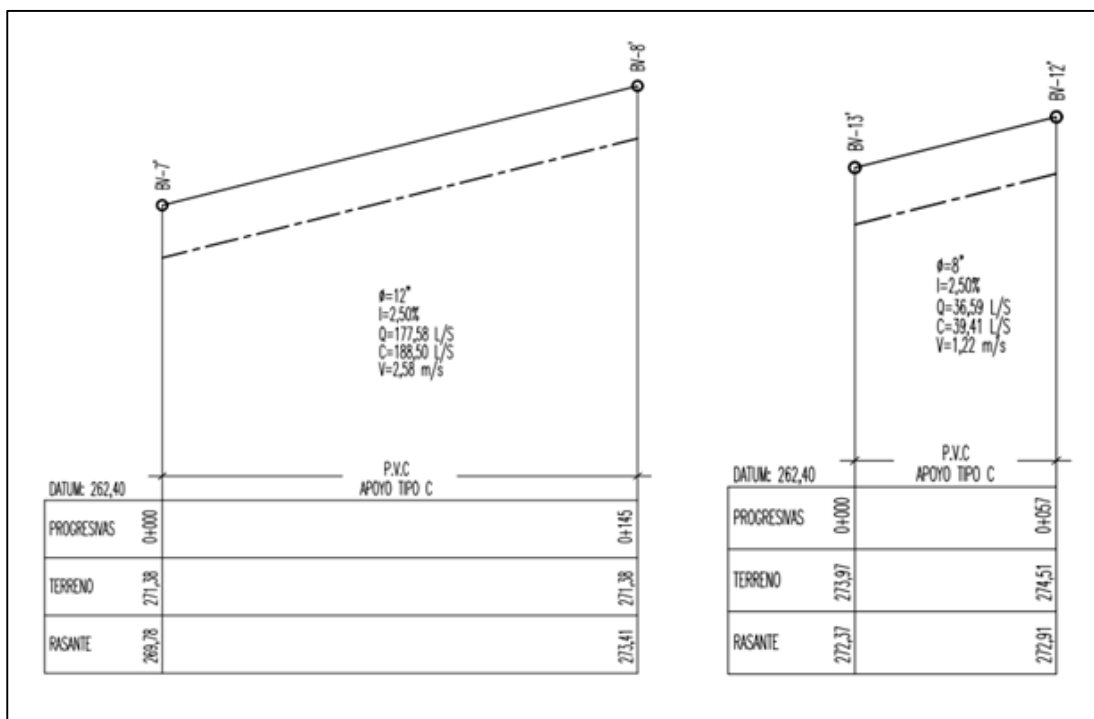 BV-7'
BV-8'
ø=12"
I=2,50%
Q=177,58 L/S
C=188,50 L/S
V=2,58 m/s
P.V.C
APOYO TIPO C
DATUM: 262,40
PROGRESIVAS 0+000 0+145
TERRENO 271,38 271,38
RASANTE 269,78 273,41
BV-13'
BV-12'
ø=8"
I=2,50%
Q=36,59 L/S
C=39,41 L/S
V=1,22 m/s
P.V.C
APOYO TIPO C
DATUM: 262,40
PROGRESIVAS 0+000 0+057
TERRENO 273,97 274,51
RASANTE 272,37 272,91